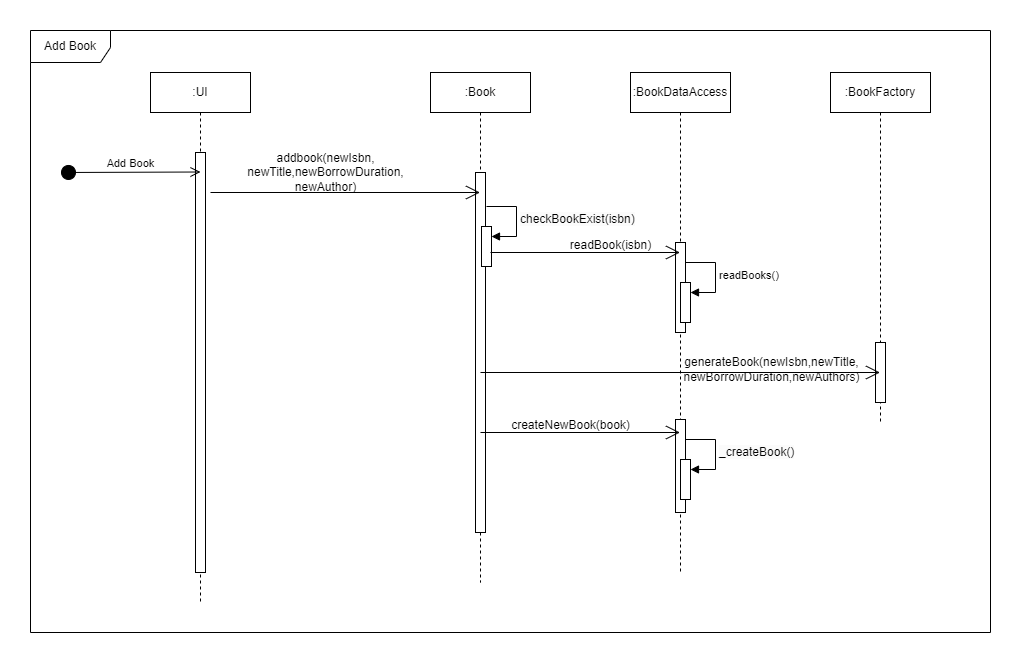 Add Book
:UI
:Book
:BookDataAccess
:BookFactory
Add Book
addbook(newIsbn,
newTitle,newBorrowDuration,
newAuthor)
checkBookExist(isbn)
readBook(isbn)
readBooks()
generateBook(newIsbn,newTitle,
newBorrowDuration,newAuthors)
createNewBook(book)
_createBook()